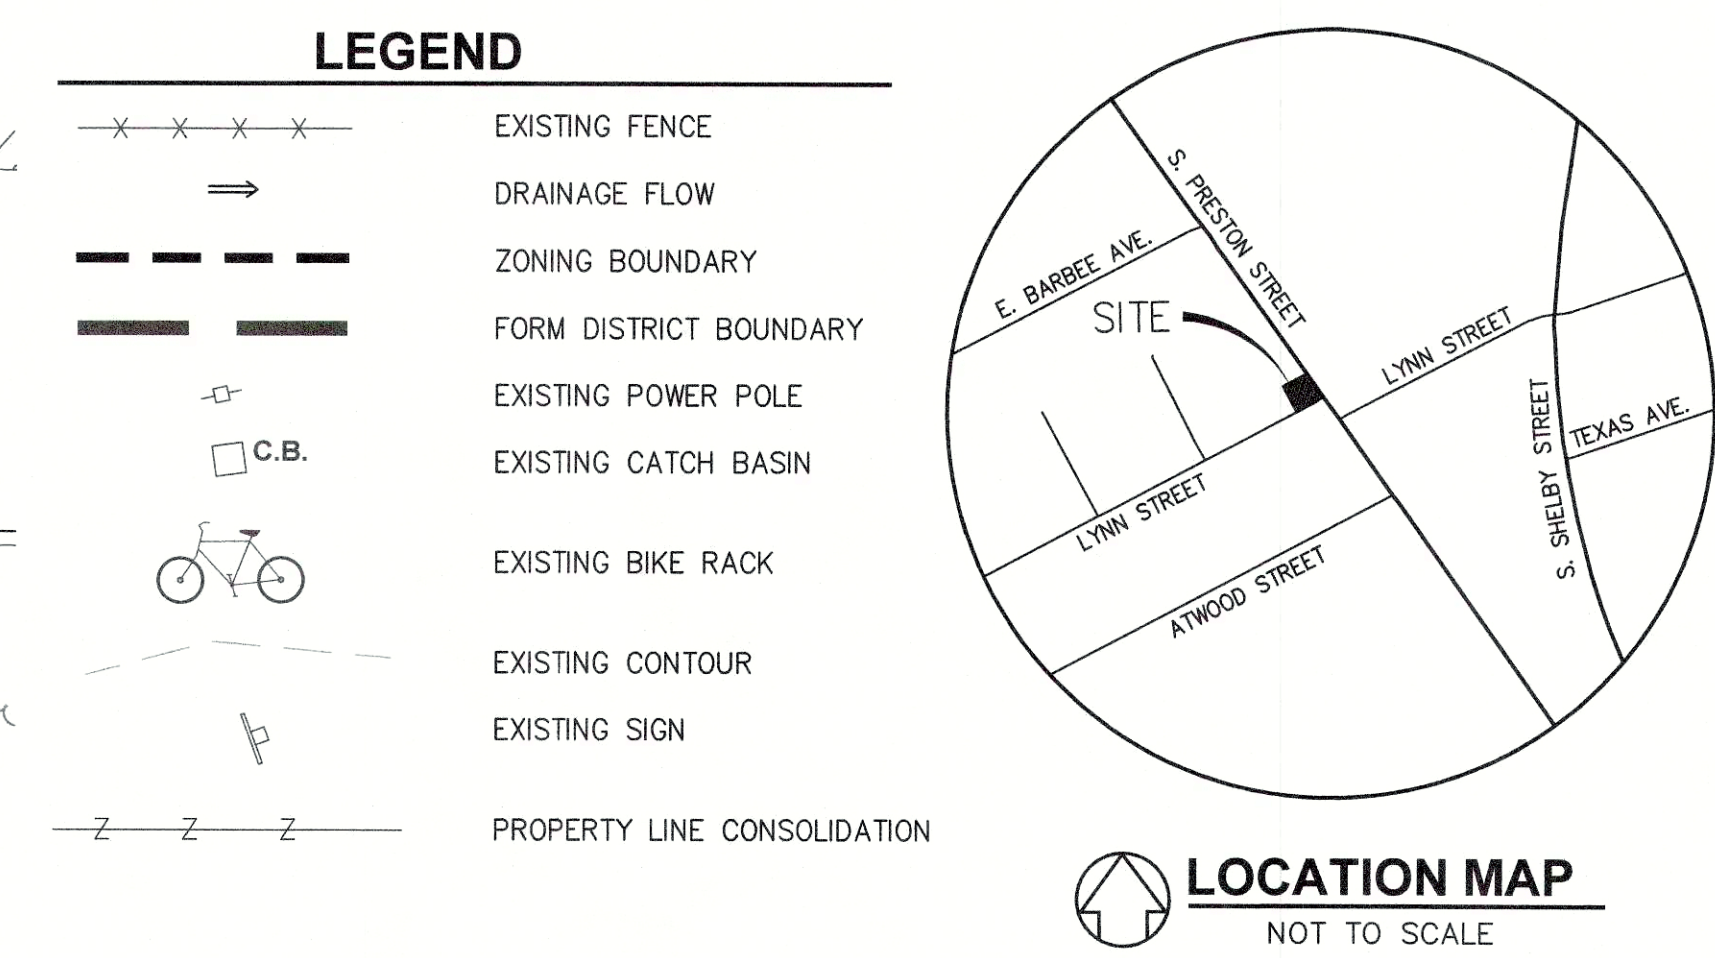 LEGEND
EXISTING FENCE
DRAINAGE FLOW
ZONING BOUNDARY
FORM DISTRICT BOUNDARY
EXISTING POWER POLE
C.B.
EXISTING CATCH BASIN
EXISTING BIKE RACK
EXISTING CONTOUR
EXISTING SIGN
Z Z Z
PROPERTY LINE CONSOLIDATION
S. PRESTON STREET
E. BARBEE AVE.
SITE
LYNN STREET
TEXAS AVE.
S. SHELBY STREET
LYNN STREET
ATWOOD STREET
LOCATION MAP
NOT TO SCALE